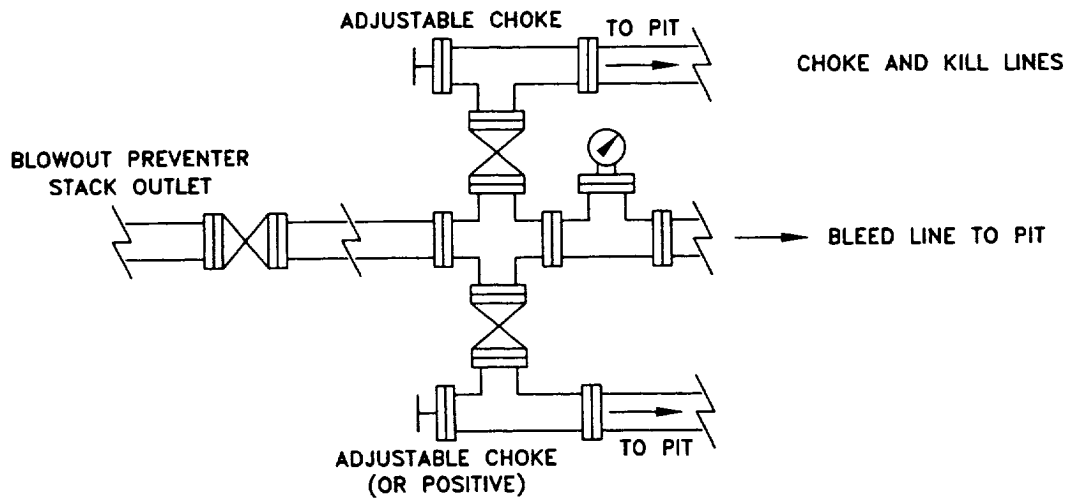 ADJUSTABLE CHOKE
TO PIT
CHOKE AND KILL LINES
BLOWOUT PREVENTER
STACK OUTLET
BLEED LINE TO PIT
TO PIT
ADJUSTABLE CHOKE
(OR POSITIVE)